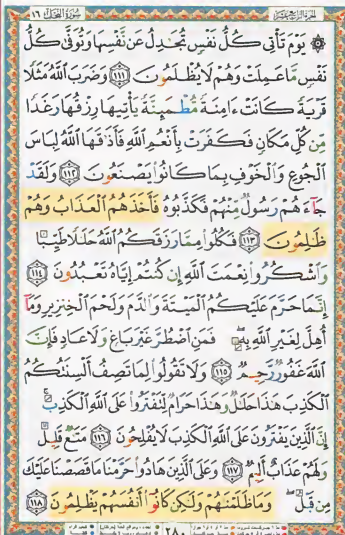 سورة النحل ١٦
الجزء الرابع عشر
۞ يَوْمَ تَأْتِي كُلُّ نَفْسٍ تُجَٰدِلُ عَن نَّفْسِهَا وَتُوَفَّىٰ كُلُّ
نَفْسٍ مَّا عَمِلَتْ وَهُمْ لَا يُظْلَمُونَ ١١١ وَضَرَبَ ٱللَّهُ مَثَلًا
قَرْيَةً كَانَتْ ءَامِنَةً مُّطْمَئِنَّةً يَأْتِيهَا رِزْقُهَا رَغَدًا
مِّن كُلِّ مَكَانٍ فَكَفَرَتْ بِأَنْعُمِ ٱللَّهِ فَأَذَٰقَهَا ٱللَّهُ لِبَاسَ
ٱلْجُوعِ وَٱلْخَوْفِ بِمَا كَانُوا۟ يَصْنَعُونَ ١١٢ وَلَقَدْ
جَآءَهُمْ رَسُولٌ مِّنْهُمْ فَكَذَّبُوهُ فَأَخَذَهُمُ ٱلْعَذَابُ وَهُمْ
ظَٰلِمُونَ ١١٣ فَكُلُوا۟ مِمَّا رَزَقَكُمُ ٱللَّهُ حَلَٰلًا طَيِّبًا
وَٱشْكُرُوا۟ نِعْمَتَ ٱللَّهِ إِن كُنتُمْ إِيَّاهُ تَعْبُدُونَ ١١٤
إِنَّمَا حَرَّمَ عَلَيْكُمُ ٱلْمَيْتَةَ وَٱلدَّمَ وَلَحْمَ ٱلْخِنزِيرِ وَمَآ
أُهِلَّ لِغَيْرِ ٱللَّهِ بِهِۦ ۖ فَمَنِ ٱضْطُرَّ غَيْرَ بَاغٍ وَلَا عَادٍ فَإِنَّ
ٱللَّهَ غَفُورٌ رَّحِيمٌ ١١٥ وَلَا تَقُولُوا۟ لِمَا تَصِفُ أَلْسِنَتُكُمُ
ٱلْكَذِبَ هَٰذَا حَلَٰلٌ وَهَٰذَا حَرَامٌ لِّتَفْتَرُوا۟ عَلَى ٱللَّهِ ٱلْكَذِبَ ۚ
إِنَّ ٱلَّذِينَ يَفْتَرُونَ عَلَى ٱللَّهِ ٱلْكَذِبَ لَا يُفْلِحُونَ ١١٦ مَتَٰعٌ قَلِيلٌ
وَلَهُمْ عَذَابٌ أَلِيمٌ ١١٧ وَعَلَى ٱلَّذِينَ هَادُوا۟ حَرَّمْنَا مَا قَصَصْنَا عَلَيْكَ
مِن قَبْلُ ۖ وَمَا ظَلَمْنَٰهُمْ وَلَٰكِن كَانُوٓا۟ أَنفُسَهُمْ يَظْلِمُونَ ١١٨
٢٨٠